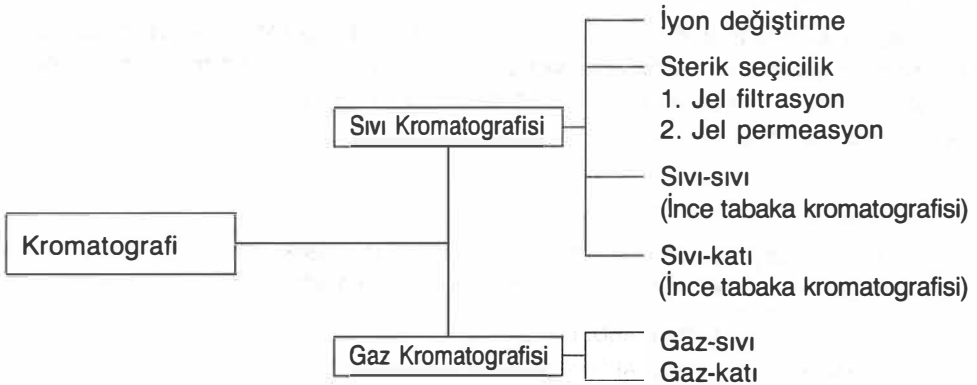 İyon değiştirme
Sterik seçicilik
1. Jel filtrasyon
2. Jel permeasyon
Sıvı Kromatografisi
Sıvı-sıvı
(İnce tabaka kromatografisi)
Kromatografi
Sıvı-katı
(İnce tabaka kromatografisi)
Gaz Kromatografisi
Gaz-sıvı
Gaz-katı